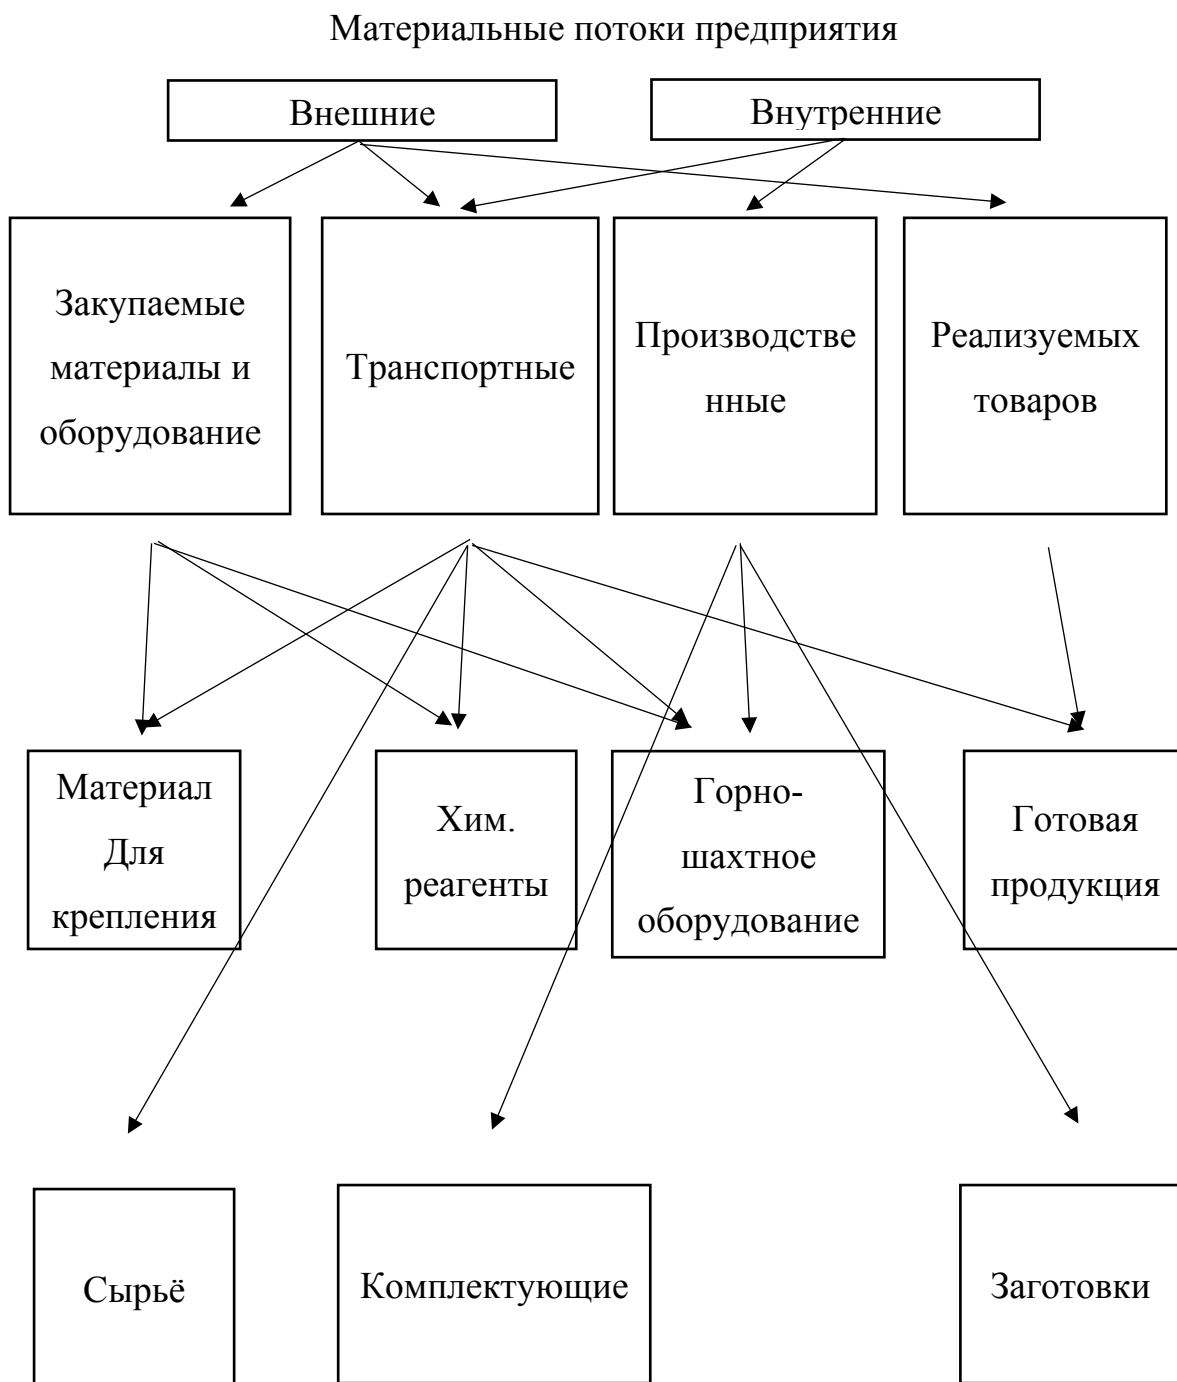 Материальные потоки предприятия
Внешние
Внутренние
Закупаемые
материалы и
оборудование
Транспортные
Производстве
нные
Реализуемых
товаров
Материал
Для
крепления
Хим.
реагенты
Горно-
шахтное
оборудование
Готовая
продукция
Сырьё
Комплектующие
Заготовки